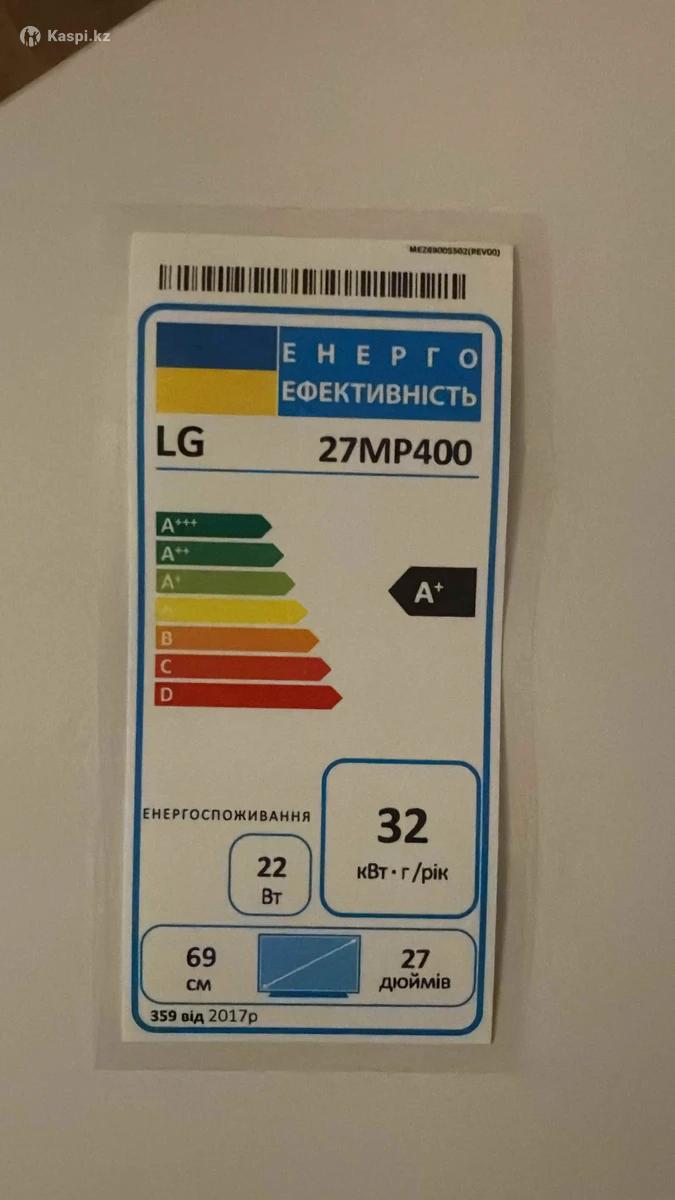 Kaspi.kz
MEZ69005502(REV00)
ЕНЕРГО
ЕФЕКТИВНІСТЬ
LG 27MP400
A+++
A++
A+
A
B
C
D
A+
ЕНЕРГОСПОЖИВАННЯ
22
Вт
32
кВт·г/рік
69
см
27
дюймів
359 від 2017р